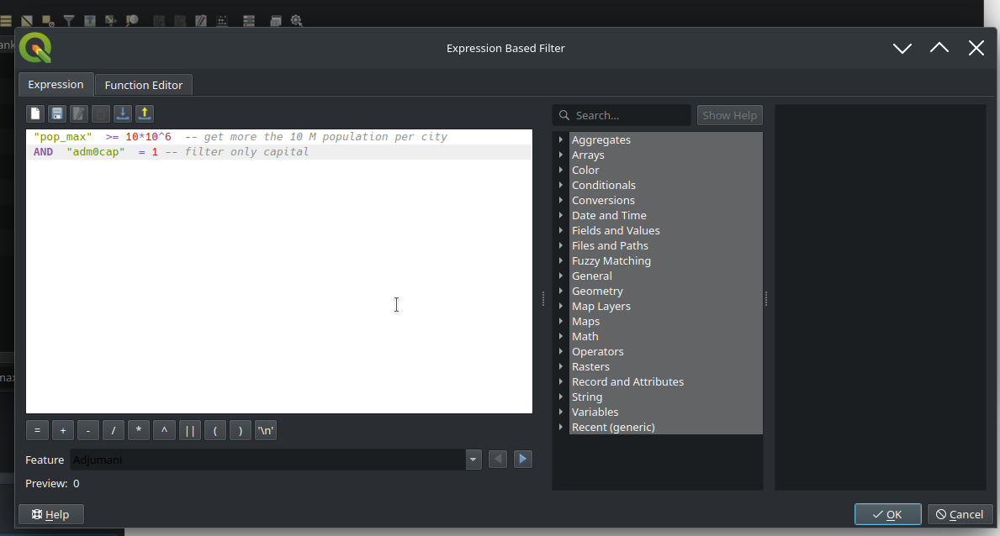 Expression Based Filter
Expression
Function Editor
"pop_max"  >= 10*10^6  -- get more the 10 M population per city
AND  "adm0cap"  = 1 -- filter only capital
= + - / * ^ || ( ) '\n'
Feature Adjumani
Preview: 0
Search...
Show Help
Aggregates
Arrays
Color
Conditionals
Conversions
Date and Time
Fields and Values
Files and Paths
Fuzzy Matching
General
Geometry
Map Layers
Maps
Math
Operators
Rasters
Record and Attributes
String
Variables
Recent (generic)
Help
OK
Cancel